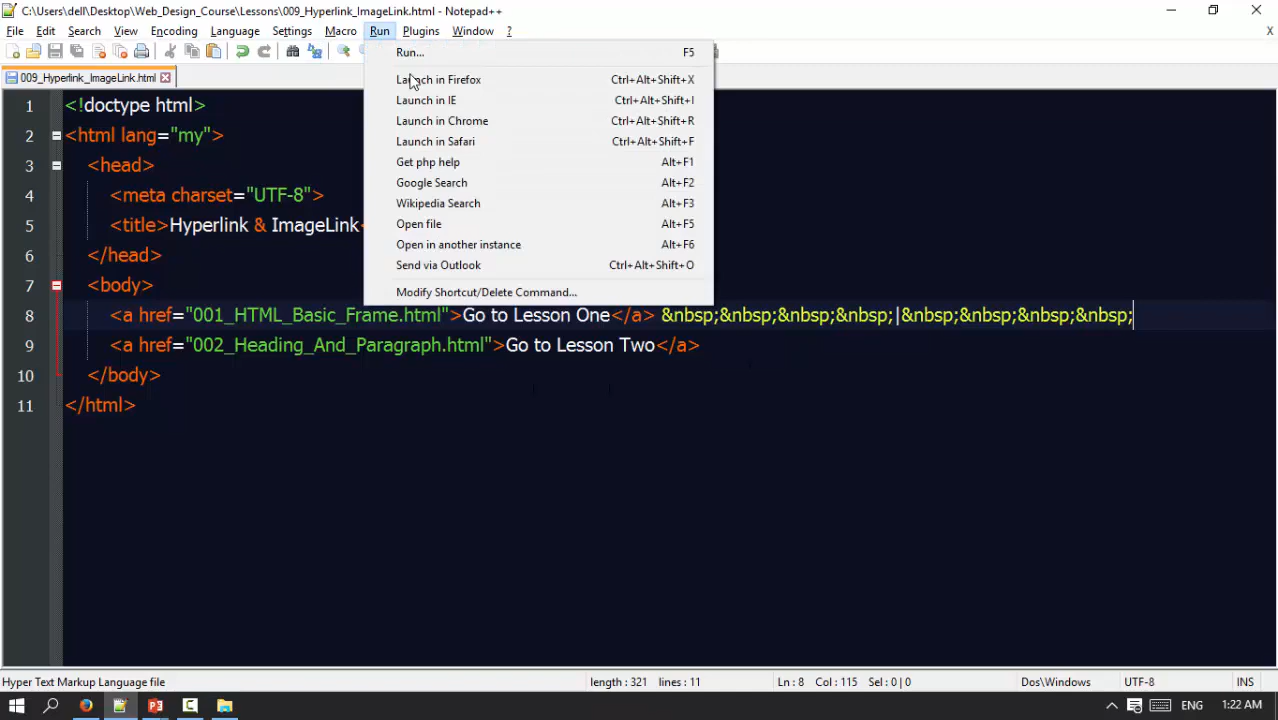 C:\Users\dell\Desktop\Web_Design_Course\Lessons\009_Hyperlink_ImageLink.html - Notepad++
File Edit Search View Encoding Language Settings Macro Run Plugins Window ? X
009_Hyperlink_ImageLink.html
Run... F5
Launch in Firefox Ctrl+Alt+Shift+X
Launch in IE Ctrl+Alt+Shift+I
Launch in Chrome Ctrl+Alt+Shift+R
Launch in Safari Ctrl+Alt+Shift+F
Get php help Alt+F1
Google Search Alt+F2
Wikipedia Search Alt+F3
Open file Alt+F5
Open in another instance Alt+F6
Send via Outlook Ctrl+Alt+Shift+O
Modify Shortcut/Delete Command...
1 <!doctype html>
2 <html lang="my">
3 <head>
4 <meta charset="UTF-8">
5 <title>Hyperlink & ImageLink<
6 </head>
7 <body>
8 <a href="001_HTML_Basic_Frame.html">Go to Lesson One</a> &nbsp;&nbsp;&nbsp;&nbsp;|&nbsp;&nbsp;&nbsp;&nbsp;
9 <a href="002_Heading_And_Paragraph.html">Go to Lesson Two</a>
10 </body>
11 </html>
Hyper Text Markup Language file length : 321 lines : 11 Ln : 8 Col : 115 Sel : 0 | 0 Dos\Windows UTF-8 INS
ENG 1:22 AM